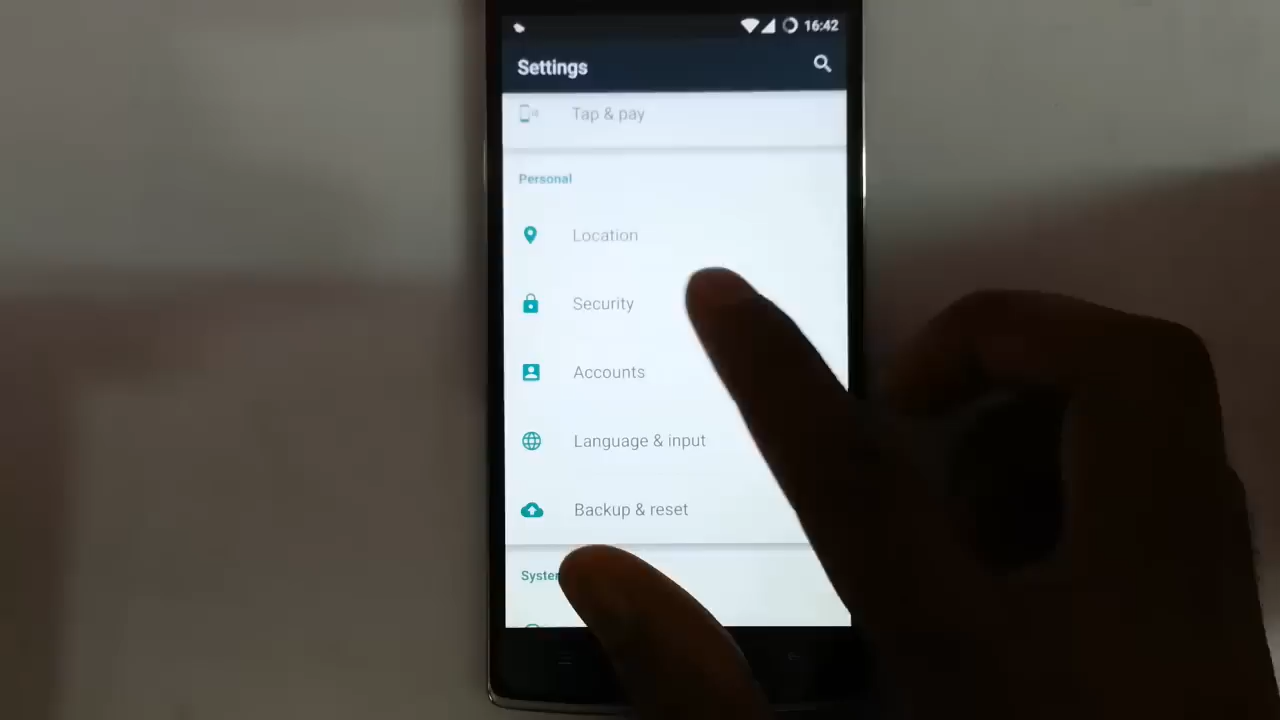 16:42
Settings
Tap & pay
Personal
Location
Security
Accounts
Language & input
Backup & reset